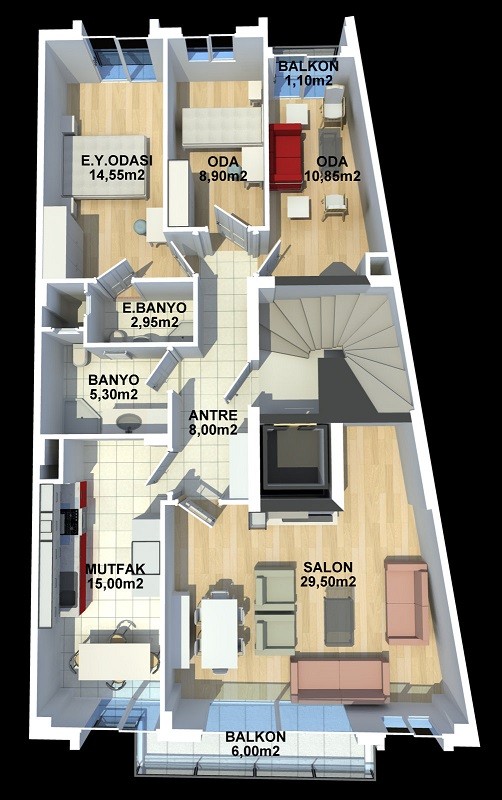 BALKON
1,10m2
E.Y.ODASI
14,55m2
ODA
8,90m2
ODA
10,85m2
E.BANYO
2,95m2
BANYO
5,30m2
ANTRE
8,00m2
MUTFAK
15,00m2
SALON
29,50m2
BALKON
6,00m2